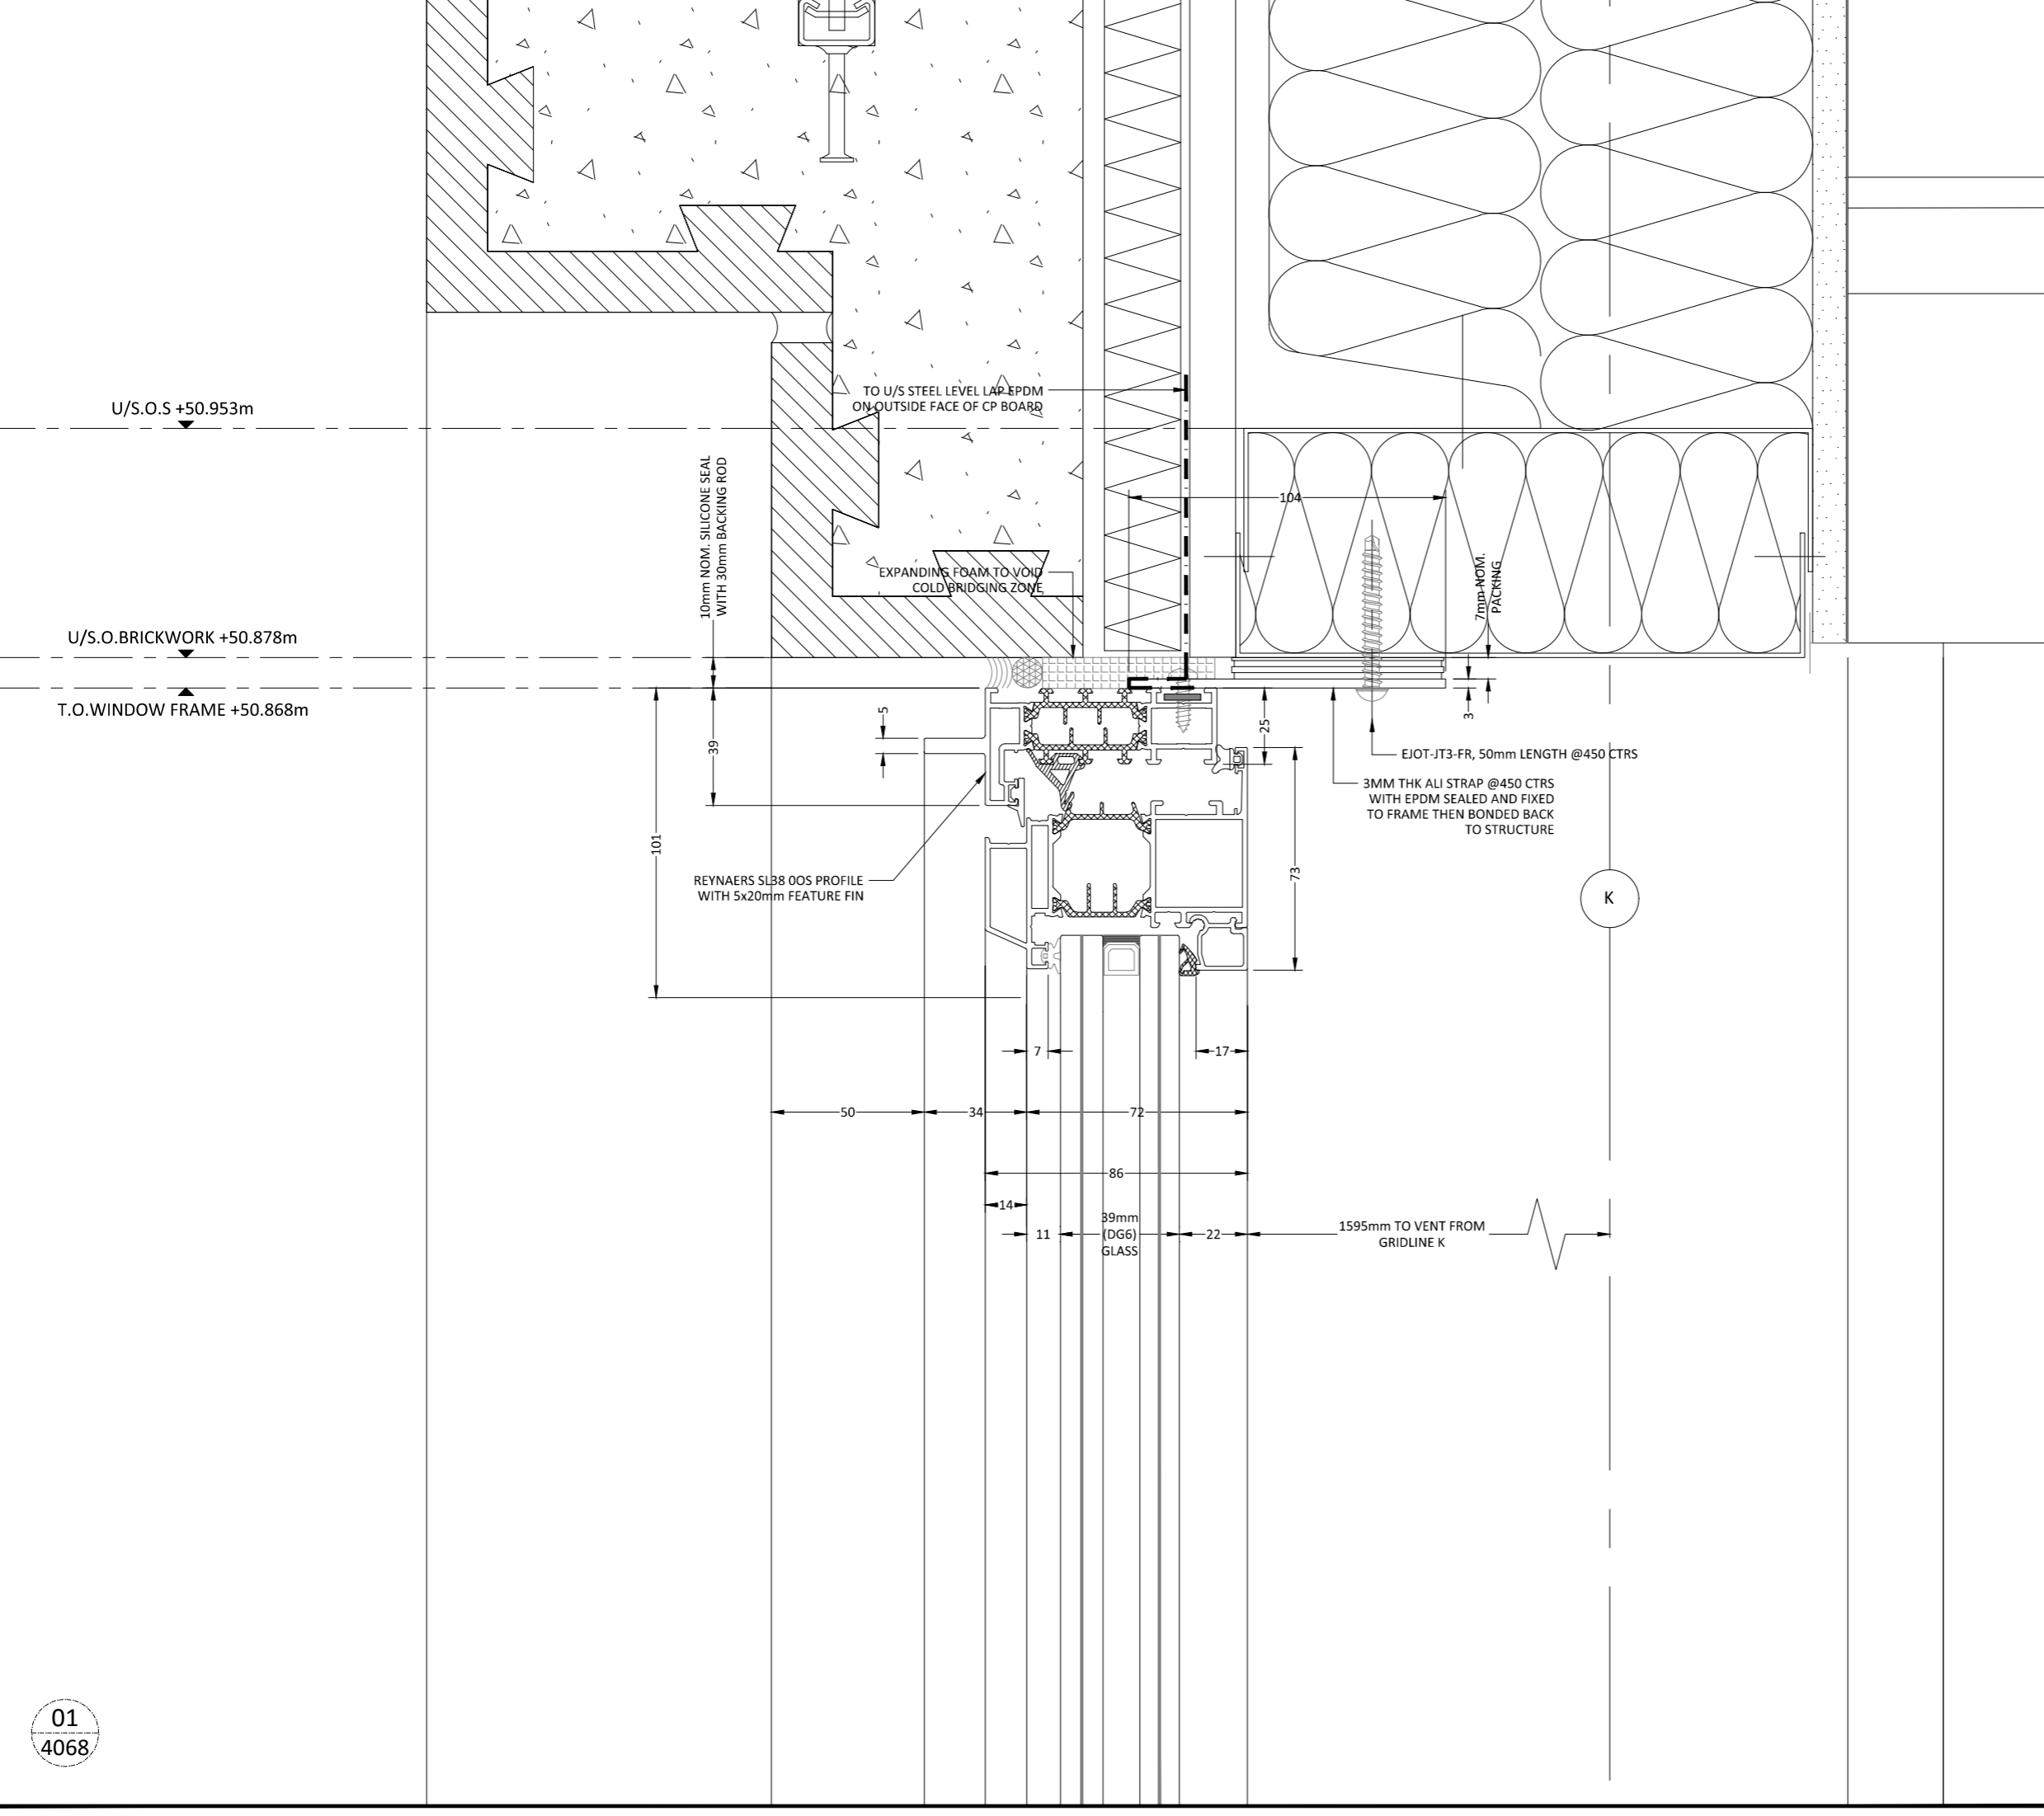 TO U/S STEEL LEVEL LAP EPDM
ON OUTSIDE FACE OF CP BOARD
U/S.O.S +50.953m
10mm NOM. SILICONE SEAL
WITH 30mm BACKING ROD
104
EXPANDING FOAM TO VOID
COLD BRIDGING ZONE
7mm NOM.
PACKING
U/S.O.BRICKWORK +50.878m
T.O.WINDOW FRAME +50.868m
5
39
25
3
EJOT-JT3-FR, 50mm LENGTH @450 CTRS
3MM THK ALI STRAP @450 CTRS
WITH EPDM SEALED AND FIXED
TO FRAME THEN BONDED BACK
TO STRUCTURE
101
73
REYNAERS SL38 0OS PROFILE
WITH 5x20mm FEATURE FIN
K
7
17
50
34
72
86
14
11
39mm
(DG6)
GLASS
22
1595mm TO VENT FROM
GRIDLINE K
01
4068